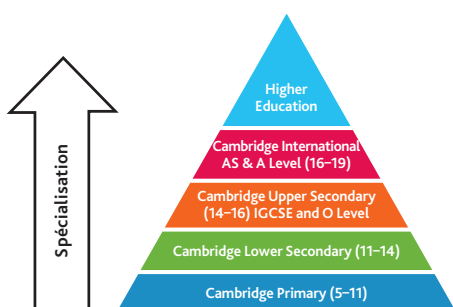 Higher
Education
Cambridge International
AS & A Level (16–19)
Cambridge Upper Secondary
(14–16) IGCSE and O Level
Cambridge Lower Secondary (11–14)
Cambridge Primary (5–11)
Spécialisation